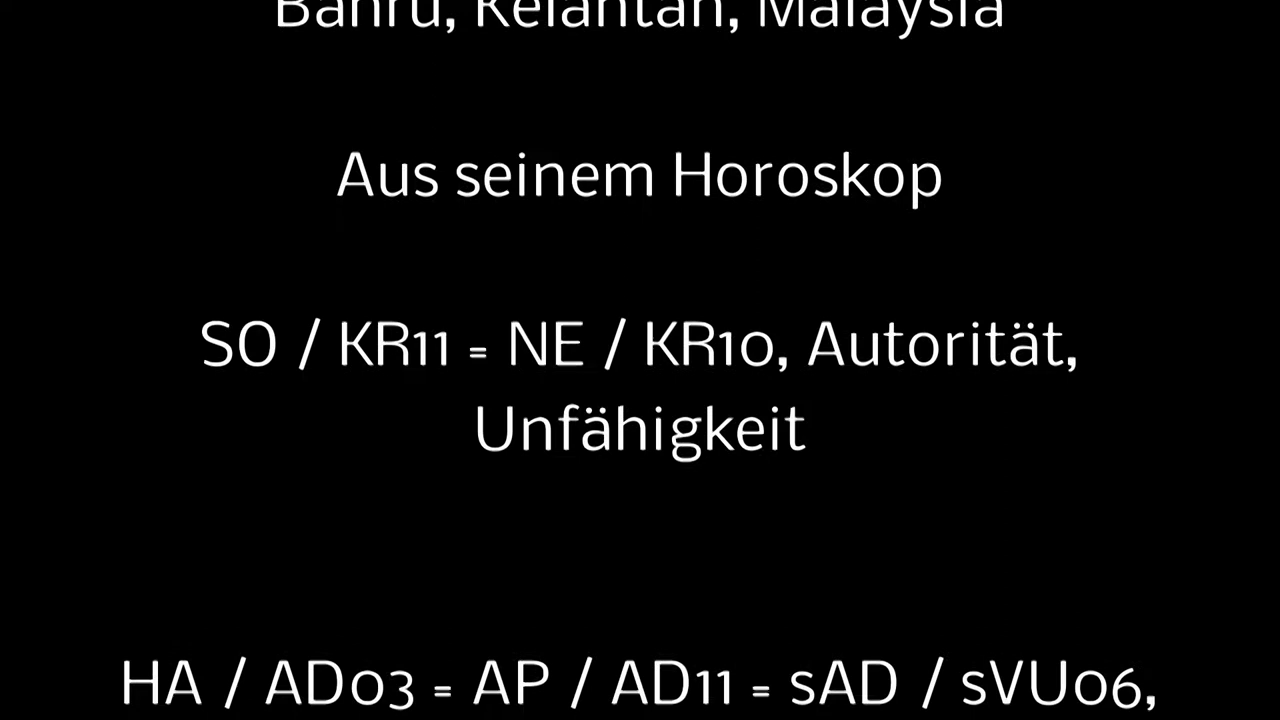 Bahru, Kelantan, Malaysia
Aus seinem Horoskop
SO / KR11 = NE / KR10, Autorität,
Unfähigkeit
HA / AD03 = AP / AD11 = sAD / sVU06,